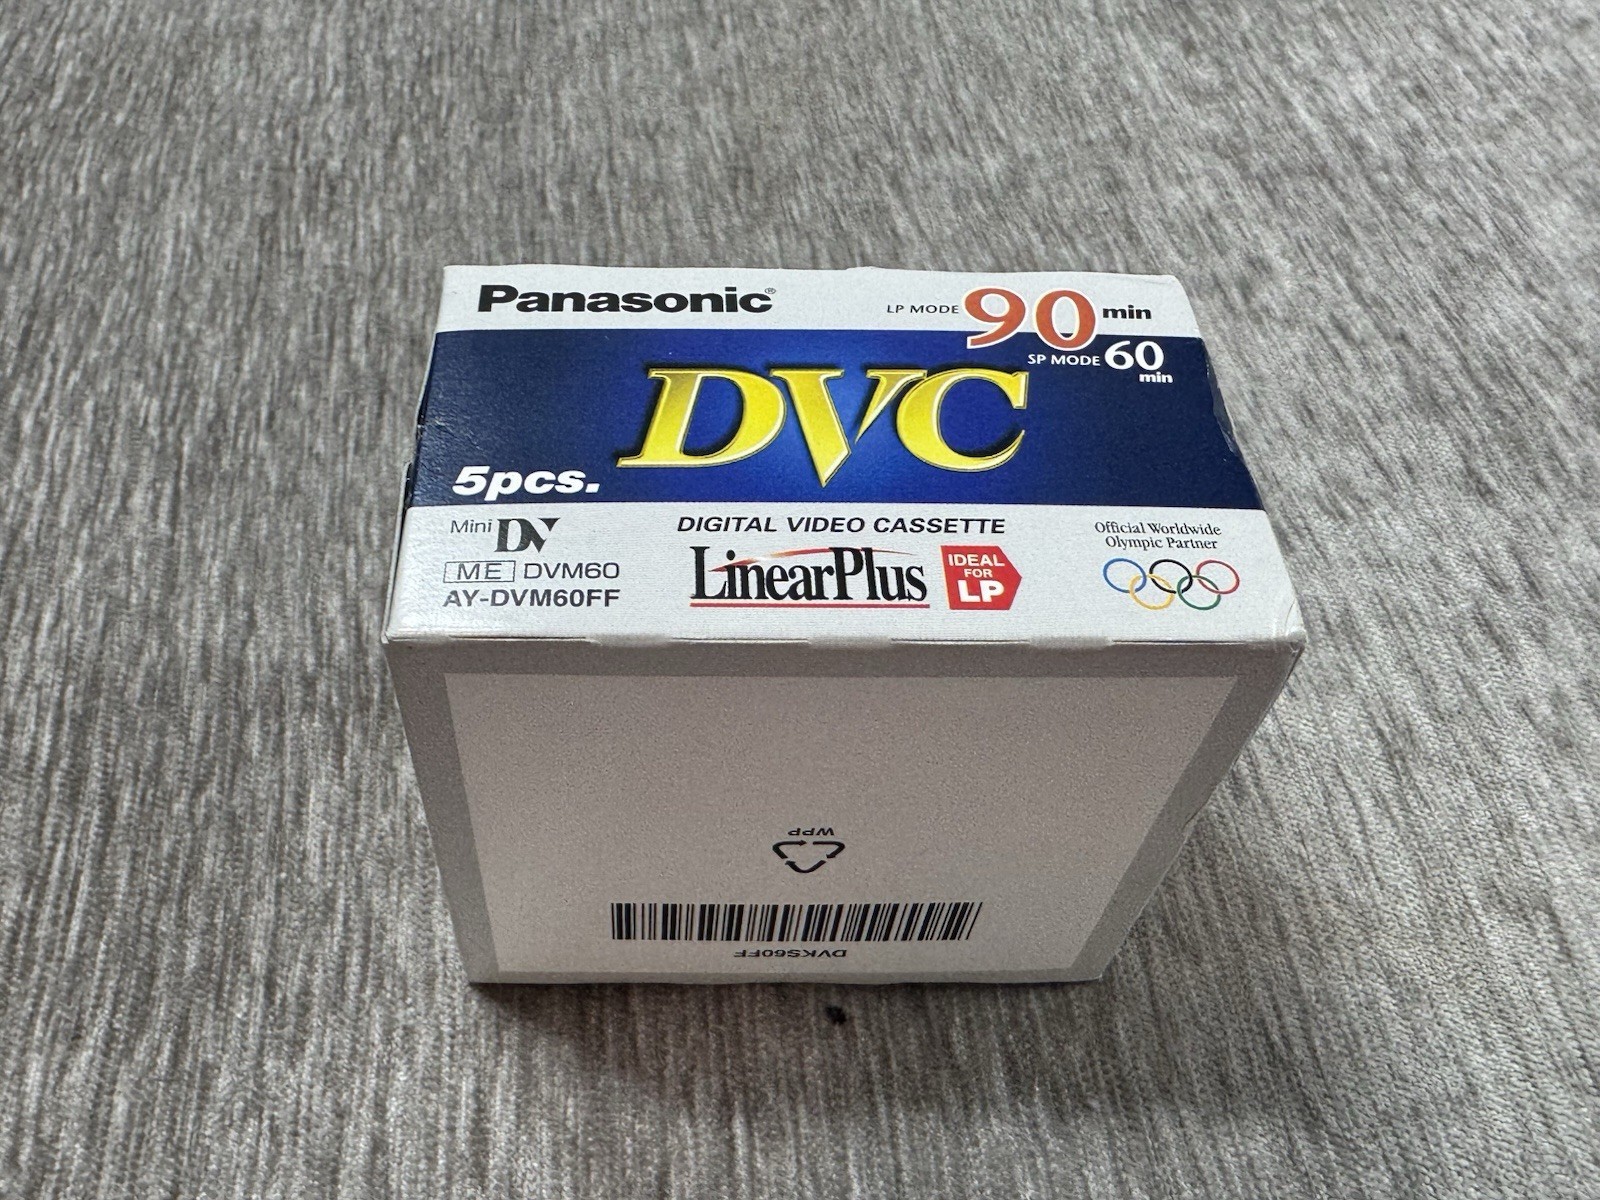 Panasonic®
LP MODE 90 min
SP MODE 60 min
DVC
5pcs.
Mini DV
ME DVM60
AY-DVM60FF
DIGITAL VIDEO CASSETTE
LinearPlus
IDEAL FOR LP
Official Worldwide
Olympic Partner
WPP
DVKS60FF